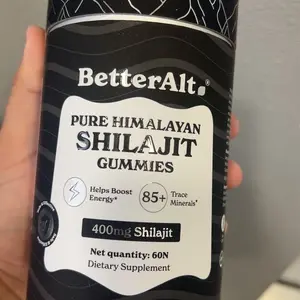 BetterAlt
PURE HIMALAYAN
SHILAJIT
GUMMIES
Helps Boost
Energy*
85+
Trace
Minerals*
400mg Shilajit
Net quantity: 60N
Dietary Supplement